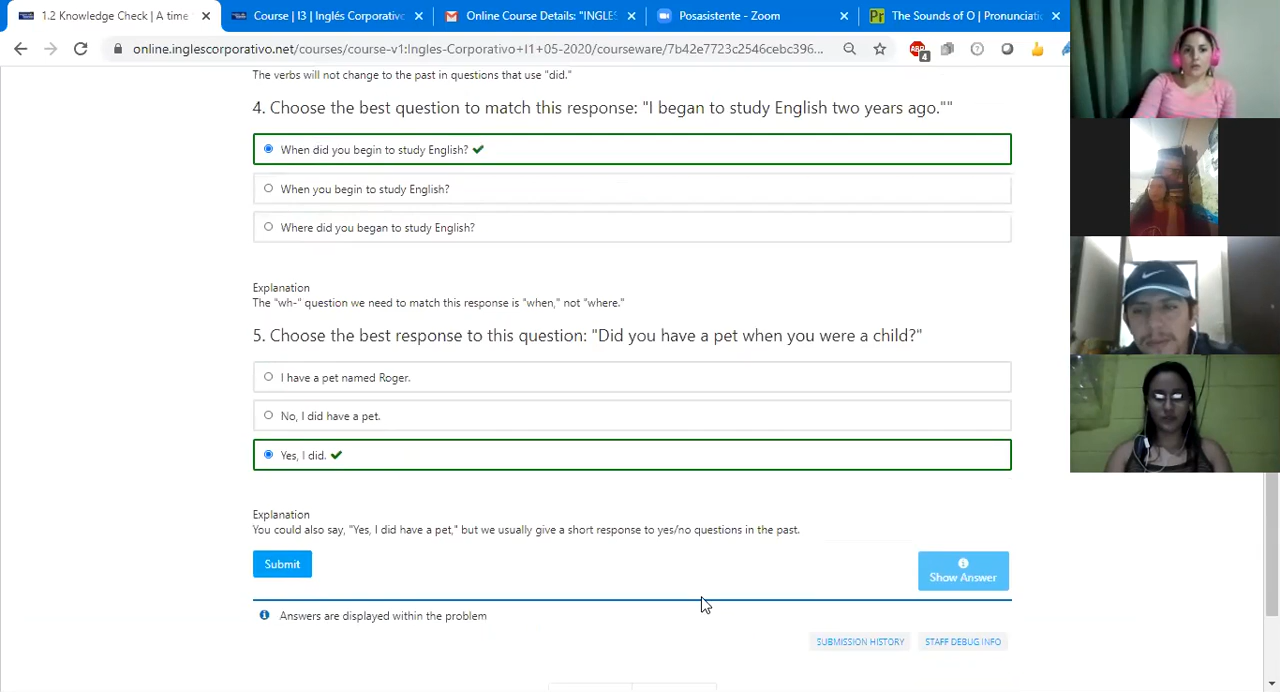 1.2 Knowledge Check | A time
Course | I3 | Inglés Corporativo
Online Course Details: "INGLES
Posasistente - Zoom
The Sounds of O | Pronunciatio
online.inglescorporativo.net/courses/course-v1:Ingles-Corporativo+I1+05-2020/courseware/7b42e7723c2546cebc396...
ABP
4
The verbs will not change to the past in questions that use "did."
4. Choose the best question to match this response: "I began to study English two years ago.""
When did you begin to study English?
When you begin to study English?
Where did you began to study English?
Explanation
The "wh-" question we need to match this response is "when," not "where."
5. Choose the best response to this question: "Did you have a pet when you were a child?"
I have a pet named Roger.
No, I did have a pet.
Yes, I did.
Explanation
You could also say, "Yes, I did have a pet," but we usually give a short response to yes/no questions in the past.
Submit
Show Answer
Answers are displayed within the problem
SUBMISSION HISTORY
STAFF DEBUG INFO